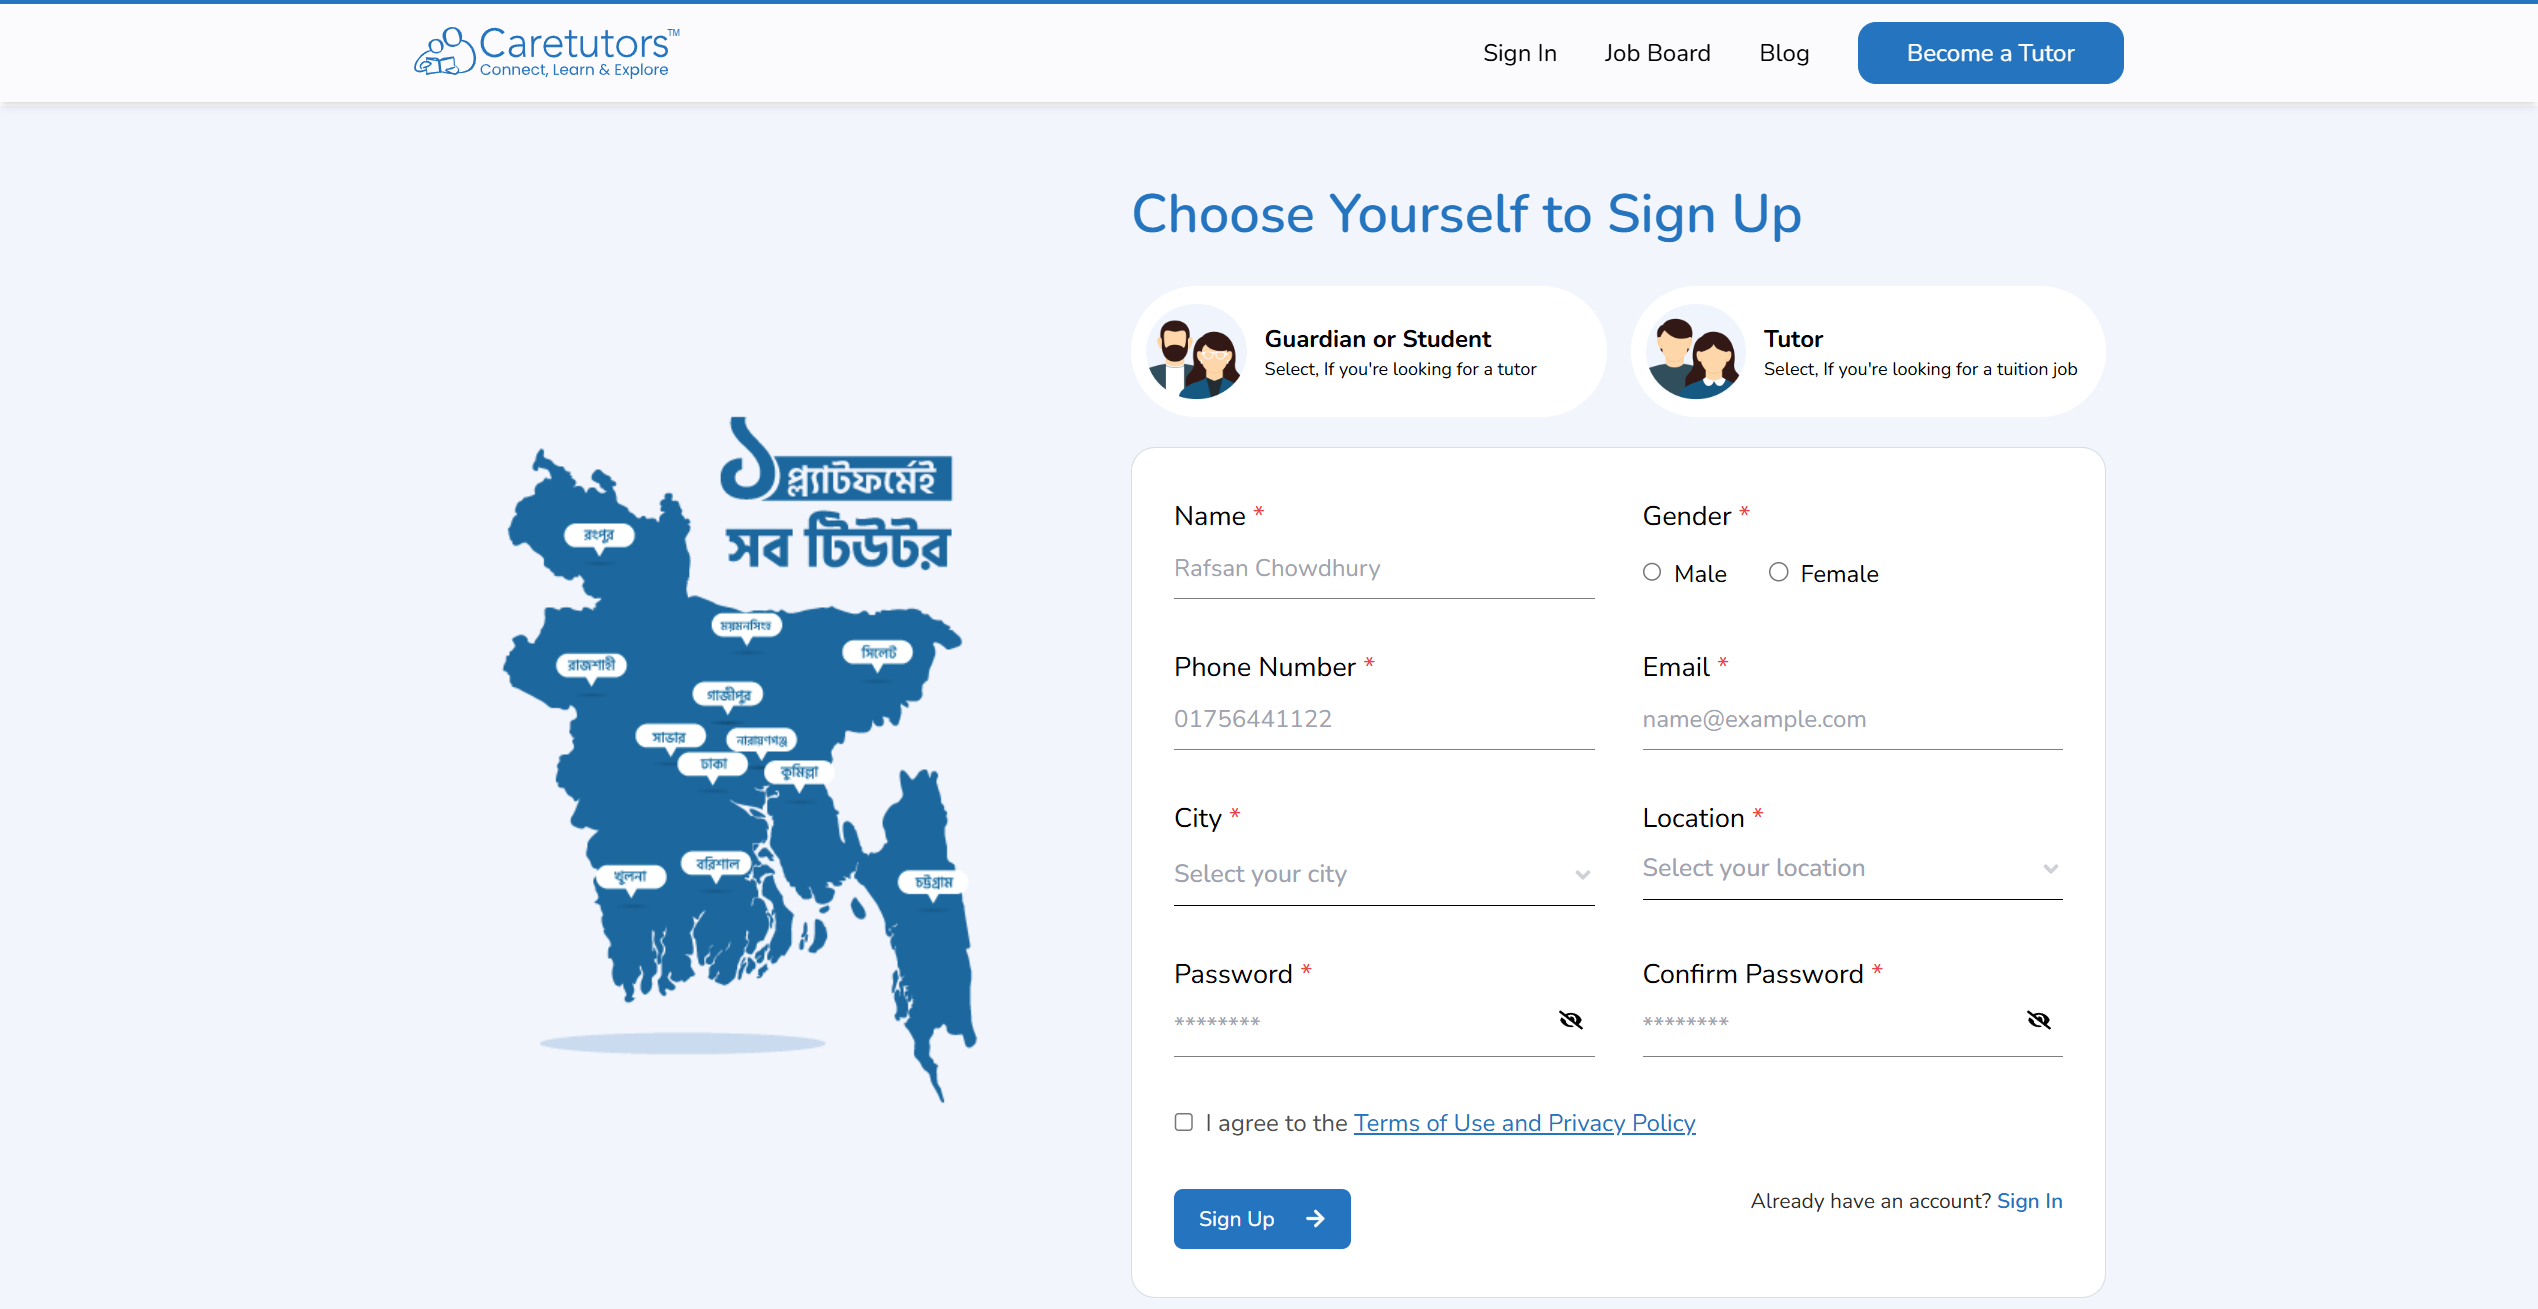 Caretutors™
Connect, Learn & Explore
Sign In
Job Board
Blog
Become a Tutor
Choose Yourself to Sign Up
Guardian or Student
Select, If you're looking for a tutor
Tutor
Select, If you're looking for a tuition job
১ প্ল্যাটফর্মেই
সব টিউটর
রংপুর
ময়মনসিংহ
সিলেট
রাজশাহী
গাজীপুর
সাভার
নারায়ণগঞ্জ
ঢাকা
কুমিল্লা
বরিশাল
খুলনা
চট্টগ্রাম
Name *
Rafsan Chowdhury
Gender *
Male
Female
Phone Number *
01756441122
Email *
name@example.com
City *
Select your city
Location *
Select your location
Password *
********
Confirm Password *
********
I agree to the Terms of Use and Privacy Policy
Sign Up
Already have an account? Sign In